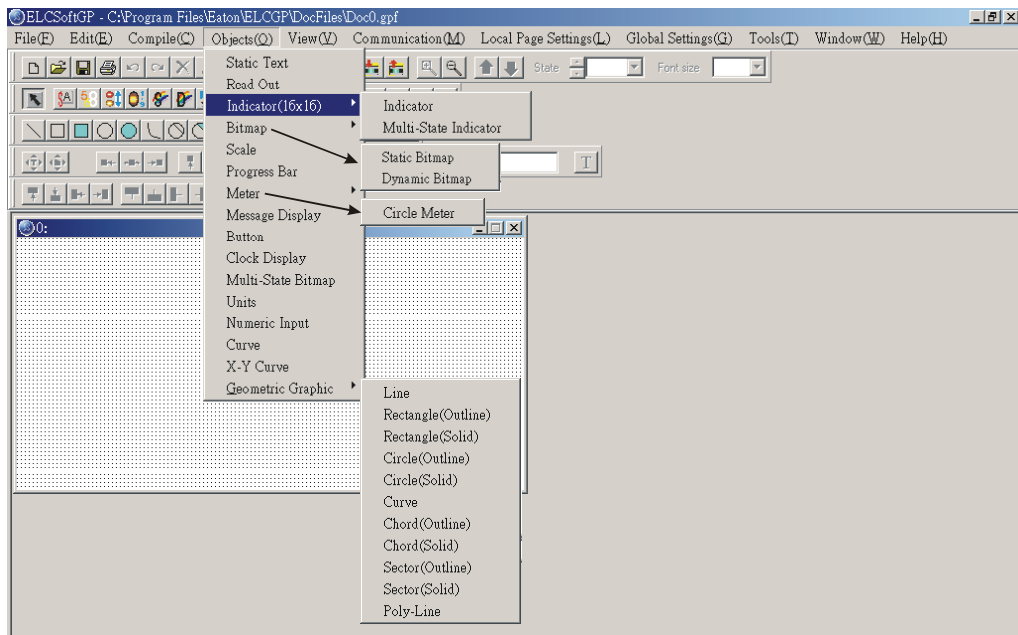 ELCSoftGP - C:\Program Files\Eaton\ELCGP\DocFiles\Doc0.gpf
File(F) Edit(E) Compile(C) Objects(O) View(V) Communication(M) Local Page Settings(L) Global Settings(G) Tools(T) Window(W) Help(H)
State Font size
Static Text
Read Out
Indicator(16x16)
Indicator
Bitmap
Multi-State Indicator
Scale
Static Bitmap
Progress Bar
Dynamic Bitmap
Meter
Message Display
Circle Meter
0:
Button
Clock Display
Multi-State Bitmap
Units
Numeric Input
Curve
X-Y Curve
Geometric Graphic
Line
Rectangle(Outline)
Rectangle(Solid)
Circle(Outline)
Circle(Solid)
Curve
Chord(Outline)
Chord(Solid)
Sector(Outline)
Sector(Solid)
Poly-Line